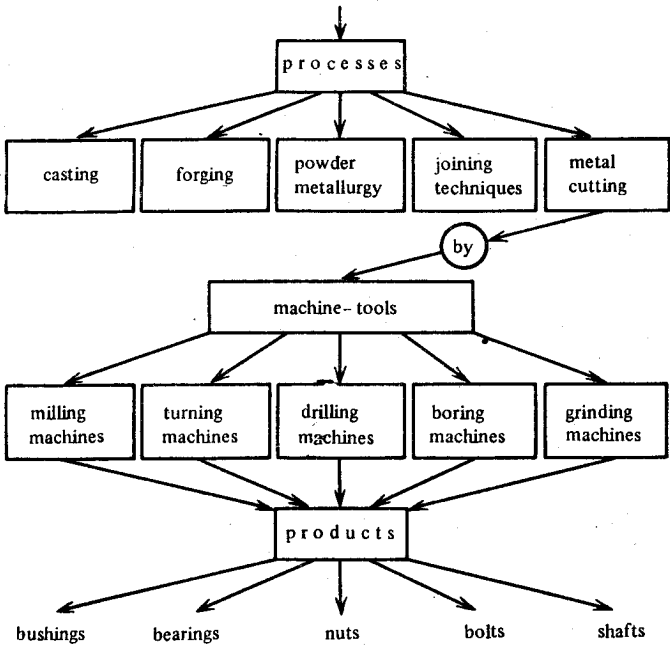 processes
casting
forging
powder
metallurgy
joining
techniques
metal
cutting
by
machine-tools
milling
machines
turning
machines
drilling
machines
boring
machines
grinding
machines
products
bushings
bearings
nuts
bolts
shafts